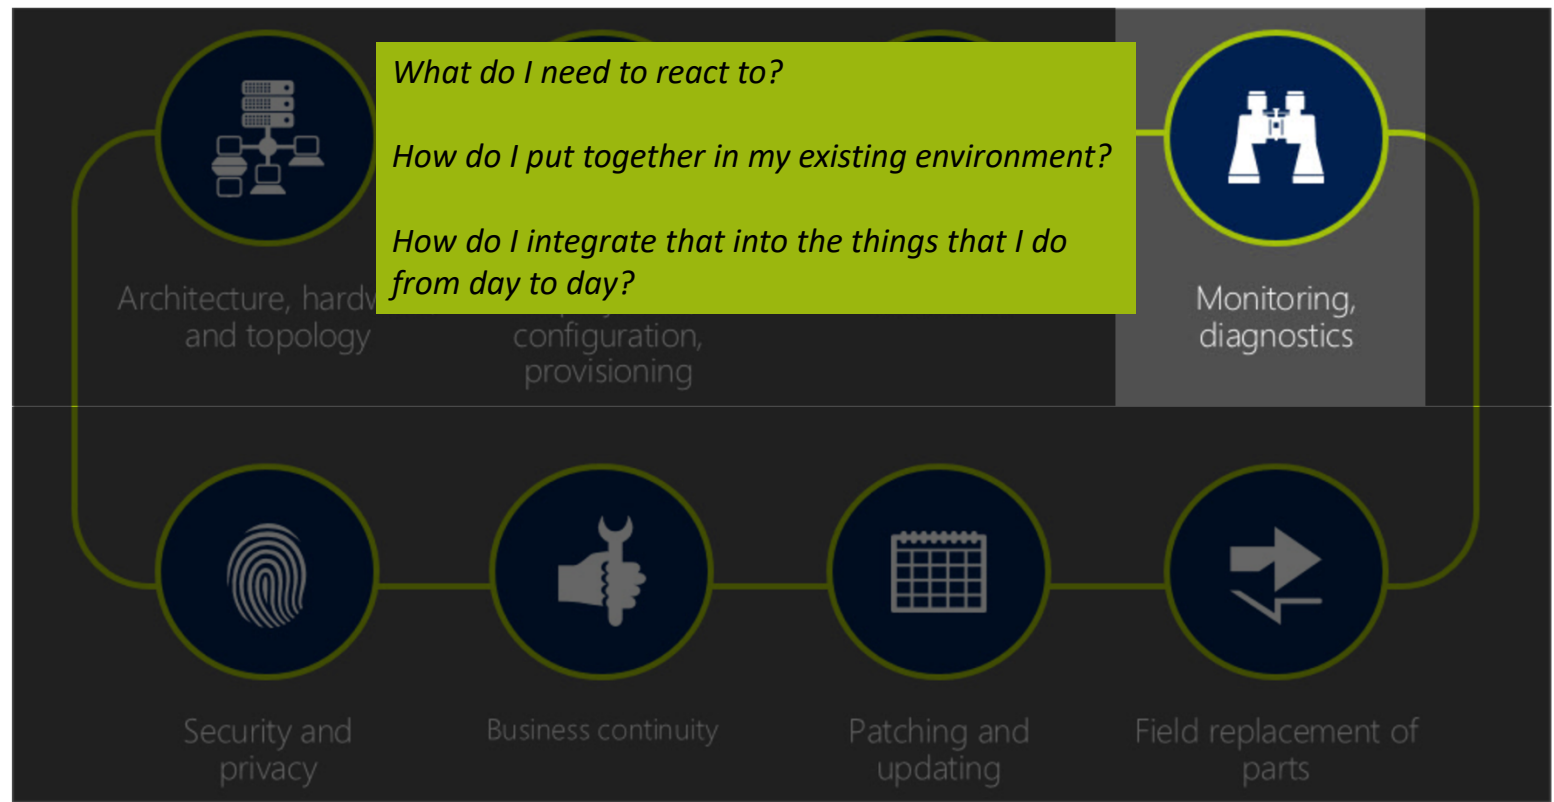 What do I need to react to?
How do I put together in my existing environment?
How do I integrate that into the things that I do
from day to day?
Architecture,
and topology
configuration,
provisioning
Monitoring,
diagnostics
Security and
privacy
Business continuity
Patching and
updating
Field replacement of
parts